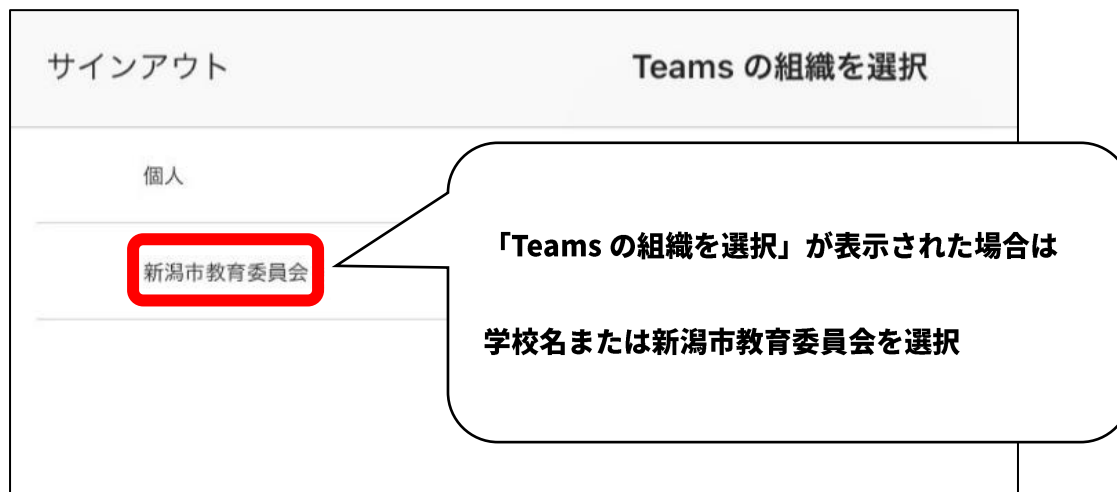 サインアウト
Teams の組織を選択
個人
新潟市教育委員会
「Teams の組織を選択」が表示された場合は
学校名または新潟市教育委員会を選択